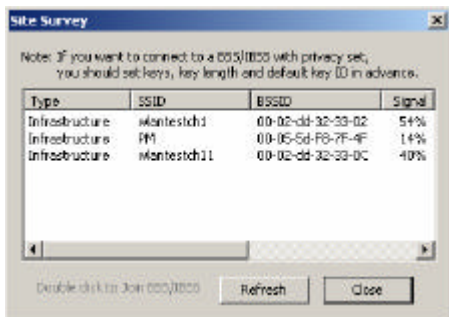 Site Survey
Note: If you want to connect to a BSS/IBSS with privacy set,
you should set keys, key length and default key ID in advance.
Type SSID BSSID Signal
Infrastructure wlantestch1 00-02-dd-32-33-02 54%
Infrastructure PM 00-05-5d-F8-7F-4F 14%
Infrastructure wlantestch11 00-02-dd-32-33-0C 40%
Double click to Join BSS/IBSS Refresh Close